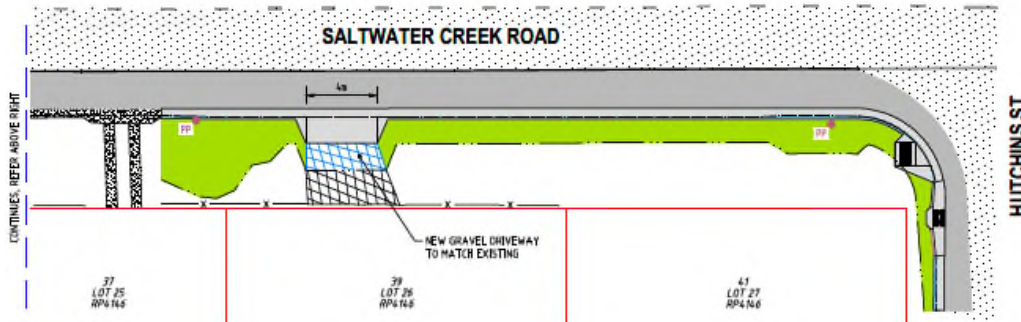 SALTWATER CREEK ROAD
CONTINUES, REFER ABOVE RIGHT
4m
PP
PP
HUTCHINS ST
NEW GRAVEL DRIVEWAY
TO MATCH EXISTING
37
LOT 25
RP4146
39
LOT 26
RP4146
41
LOT 27
RP4146